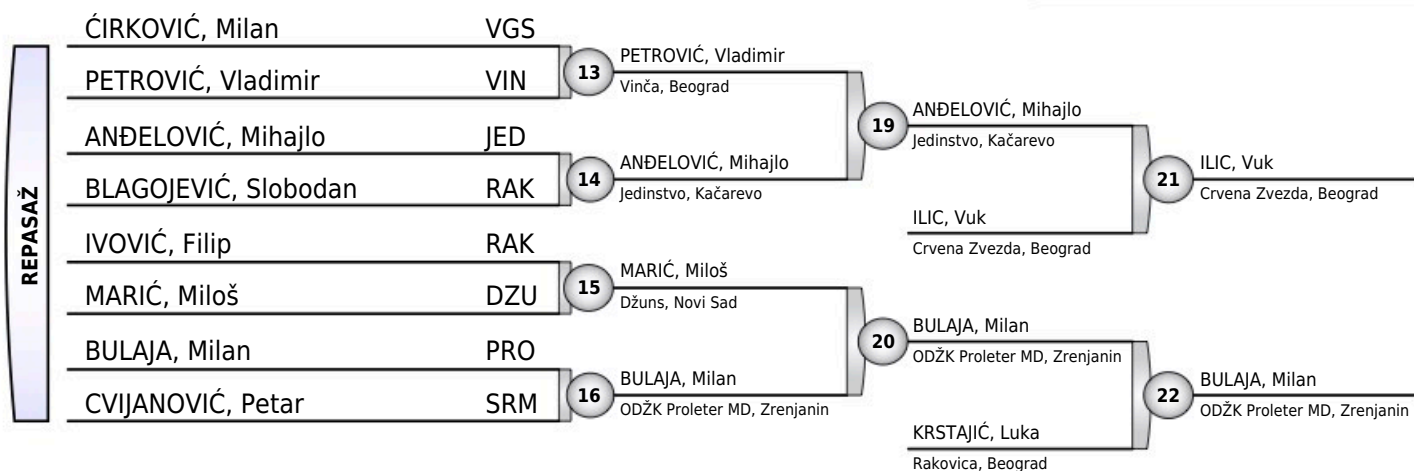 REPASAŽ
ĆIRKOVIĆ, Milan VGS
PETROVIĆ, Vladimir VIN
ANĐELOVIĆ, Mihajlo JED
BLAGOJEVIĆ, Slobodan RAK
IVOVIĆ, Filip RAK
MARIĆ, Miloš DZU
BULAJA, Milan PRO
CVIJANOVIĆ, Petar SRM
13
PETROVIĆ, Vladimir
Vinča, Beograd
14
ANĐELOVIĆ, Mihajlo
Jedinstvo, Kačarevo
15
MARIĆ, Miloš
Džuns, Novi Sad
16
BULAJA, Milan
ODŽK Proleter MD, Zrenjanin
19
ANĐELOVIĆ, Mihajlo
Jedinstvo, Kačarevo
ILIC, Vuk
Crvena Zvezda, Beograd
20
BULAJA, Milan
ODŽK Proleter MD, Zrenjanin
KRSTAJIĆ, Luka
Rakovica, Beograd
21
ILIC, Vuk
Crvena Zvezda, Beograd
22
BULAJA, Milan
ODŽK Proleter MD, Zrenjanin